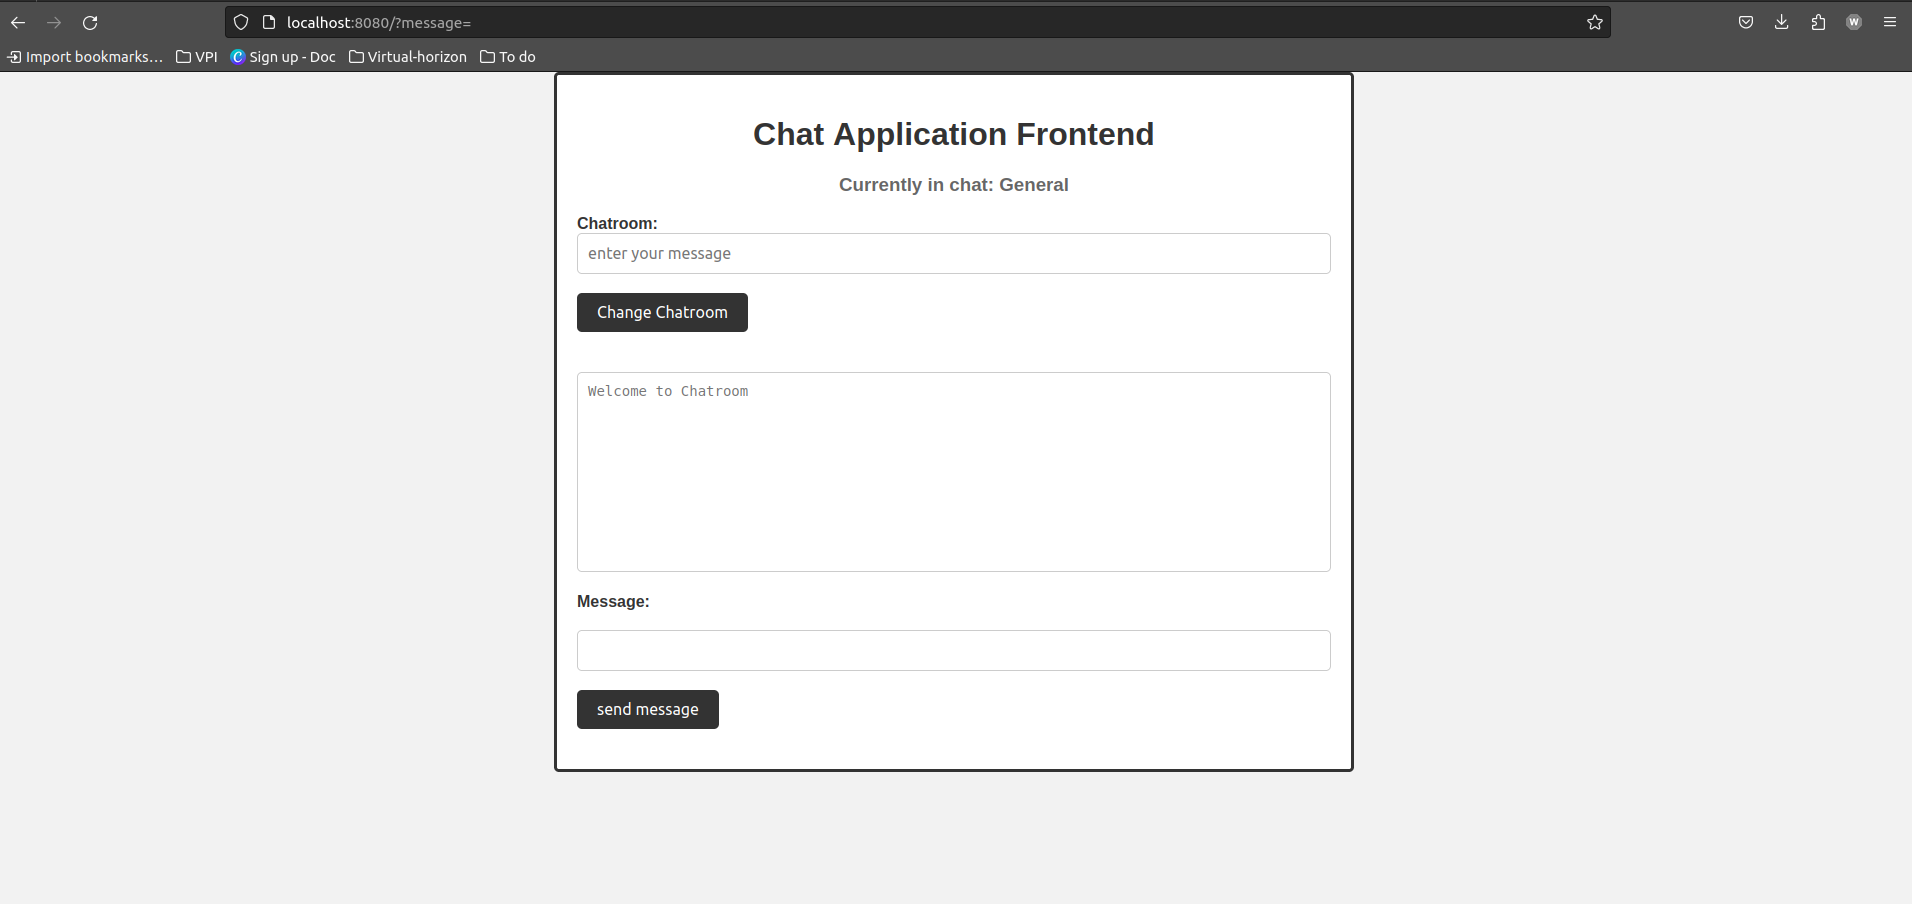 localhost:8080/?message=
W
Import bookmarks... VPI Sign up - Doc Virtual-horizon To do
Chat Application Frontend
Currently in chat: General
Chatroom:
enter your message
Change Chatroom
Welcome to Chatroom
Message:
send message